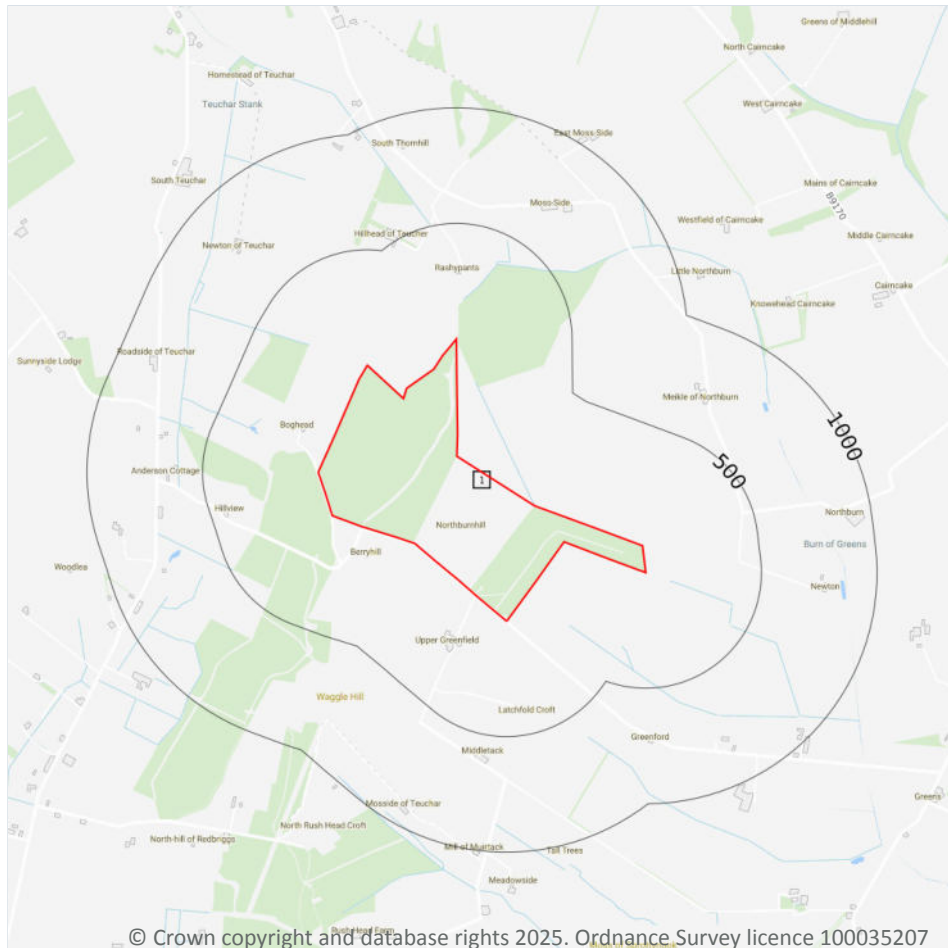 Greens of Middlehill
North Cairncake
Homestead of Teuchar
Teuchar Stank
West Cairncake
East Moss-Side
South Thornhill
South Teuchar
Mains of Cairncake
B9170
Moss-Side
Westfield of Cairncake
Hillhead of Teucher
Middle Cairncake
Newton of Teuchar
Rashypants
Little Northburn
Cairncake
Knowehead Cairncake
Roadside of Teuchar
Sunnyside Lodge
Meikle of Northburn
Boghead
1000
500
Anderson Cottage
1
Hillview
Northburn
Northburnhill
Burn of Greens
Berryhill
Woodlea
Newton
Upper Greenfield
Waggle Hill
Latchfold Croft
Greenford
Middletack
Greens
Mosside of Teuchar
North Rush Head Croft
North-hill of Redbriggs
Mill of Muirtack
Tall Trees
Meadowside
Rush Head Farm
© Crown copyright and database rights 2025. Ordnance Survey licence 100035207